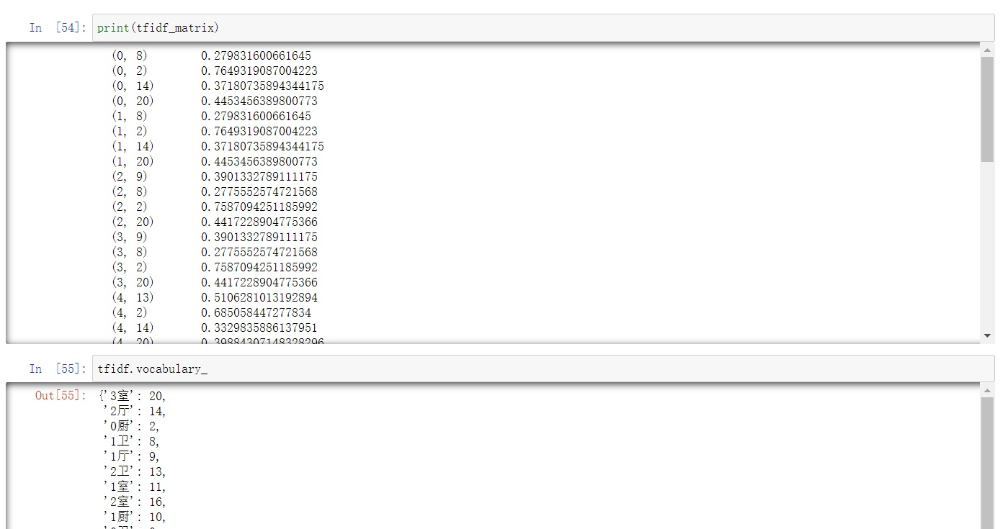 In [54]: print(tfidf_matrix)
(0, 8) 0.279831600661645
(0, 2) 0.7649319087004223
(0, 14) 0.37180735894344175
(0, 20) 0.4453456389800773
(1, 8) 0.279831600661645
(1, 2) 0.7649319087004223
(1, 14) 0.37180735894344175
(1, 20) 0.4453456389800773
(2, 9) 0.3901332789111175
(2, 8) 0.2775552574721568
(2, 2) 0.7587094251185992
(2, 20) 0.4417228904775366
(3, 9) 0.3901332789111175
(3, 8) 0.2775552574721568
(3, 2) 0.7587094251185992
(3, 20) 0.4417228904775366
(4, 13) 0.5106281013192894
(4, 2) 0.685058447277834
(4, 14) 0.3329835886137951
(4, 20) 0.39884307148328296
In [55]: tfidf.vocabulary_
Out[55]: {'3室': 20,
'2厅': 14,
'0厨': 2,
'1卫': 8,
'1厅': 9,
'2卫': 13,
'1室': 11,
'2室': 16,
'1厨': 10,